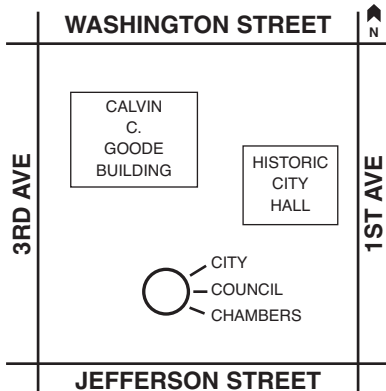 WASHINGTON STREET
N
CALVIN
C.
GOODE
BUILDING
3RD AVE
HISTORIC
CITY
HALL
1ST AVE
CITY
COUNCIL
CHAMBERS
JEFFERSON STREET